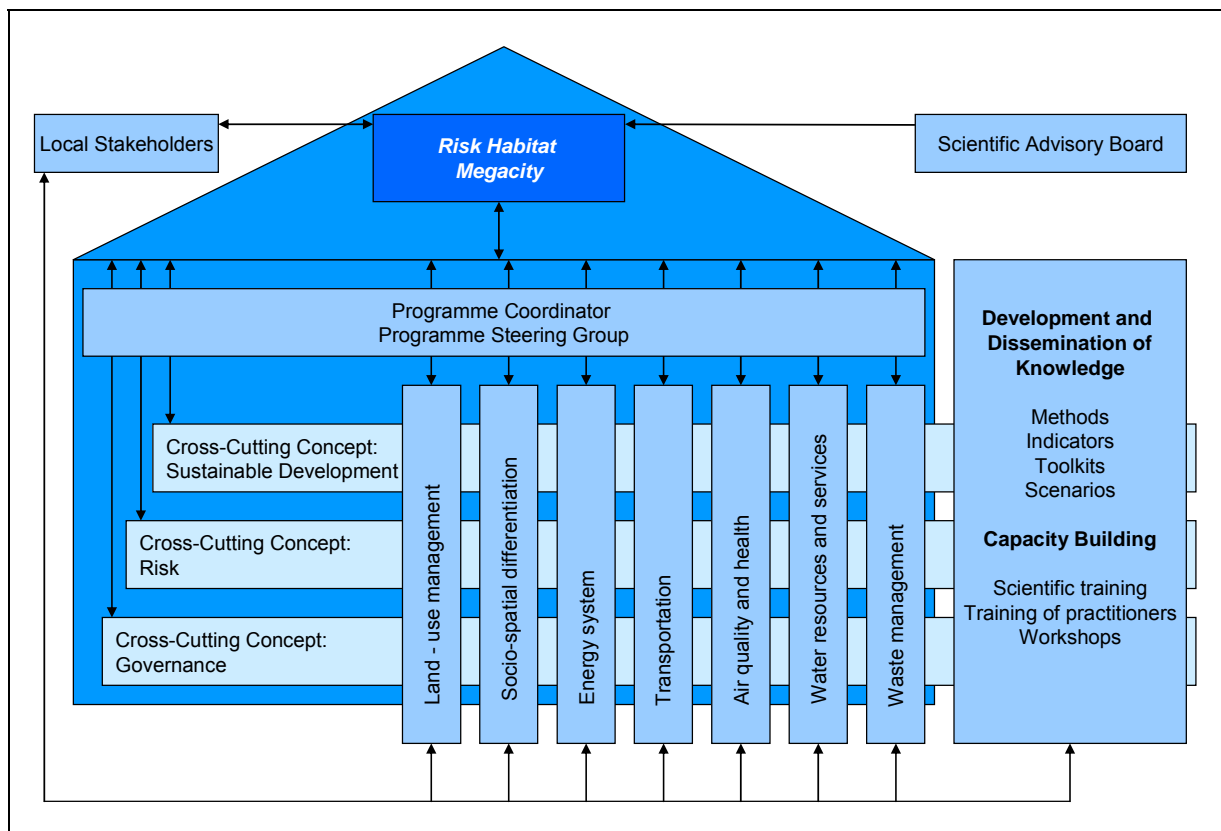 Local Stakeholders
Risk Habitat
Megacity
Scientific Advisory Board
Programme Coordinator
Programme Steering Group
Cross-Cutting Concept:
Sustainable Development
Cross-Cutting Concept:
Risk
Cross-Cutting Concept:
Governance
Land - use management
Socio-spatial differentiation
Energy system
Transportation
Air quality and health
Water resources and services
Waste management
Development and
Dissemination of
Knowledge
Methods
Indicators
Toolkits
Scenarios
Capacity Building
Scientific training
Training of practitioners
Workshops